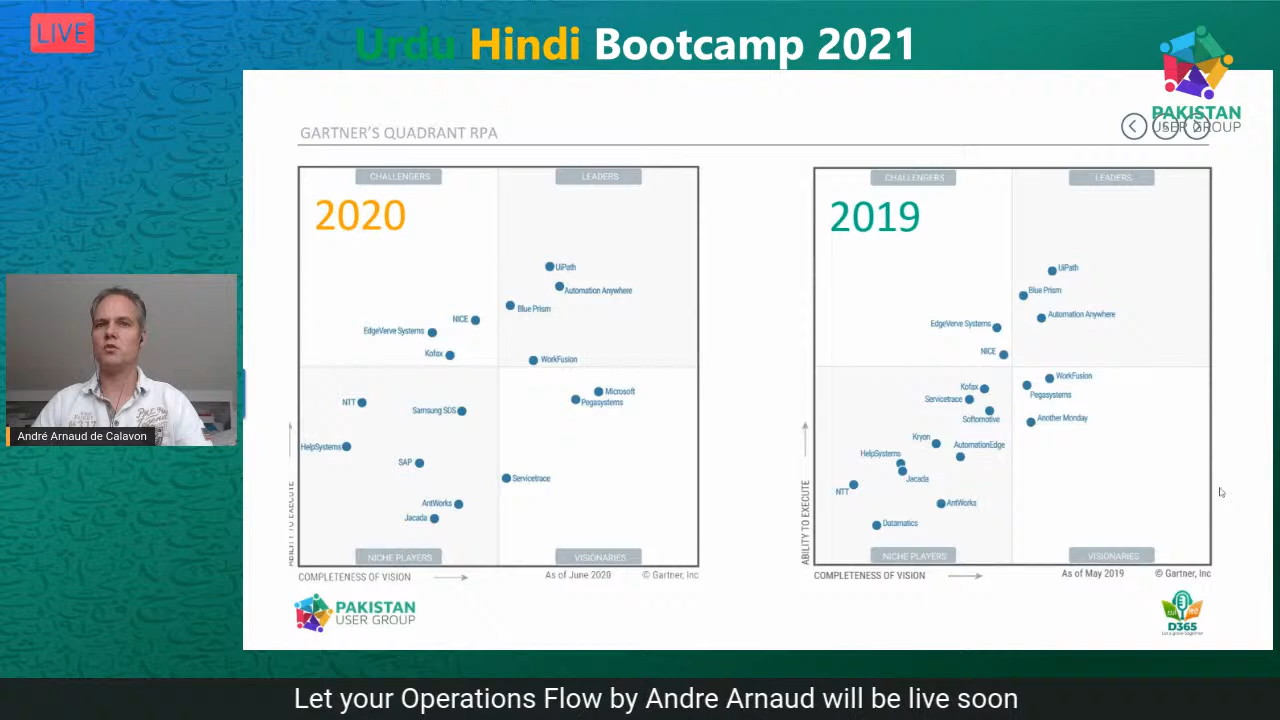 LIVE
Urdu Hindi Bootcamp 2021
PAKISTAN
USER GROUP
GARTNER'S QUADRANT RPA
CHALLENGERS
LEADERS
2020
UiPath
Automation Anywhere
Blue Prism
NICE
EdgeVerve Systems
Kofax
WorkFusion
Microsoft
Pegasystems
NTT
Samsung SDS
HelpSystems
SAP
Servicetrace
AntWorks
Jacada
NICHE PLAYERS
VISIONARIES
ABILITY TO EXECUTE
COMPLETENESS OF VISION
As of June 2020
© Gartner, Inc
CHALLENGERS
LEADERS
2019
UiPath
Blue Prism
Automation Anywhere
EdgeVerve Systems
NICE
WorkFusion
Kofax
Pegasystems
Servicetrace
Softomotive
Another Monday
Kryon
AutomationEdge
HelpSystems
Jacada
NTT
AntWorks
Datamatics
NICHE PLAYERS
VISIONARIES
ABILITY TO EXECUTE
COMPLETENESS OF VISION
As of May 2019
© Gartner, Inc
André Arnaud de Calavon
PAKISTAN
USER GROUP
D365
Let your Operations Flow by Andre Arnaud will be live soon